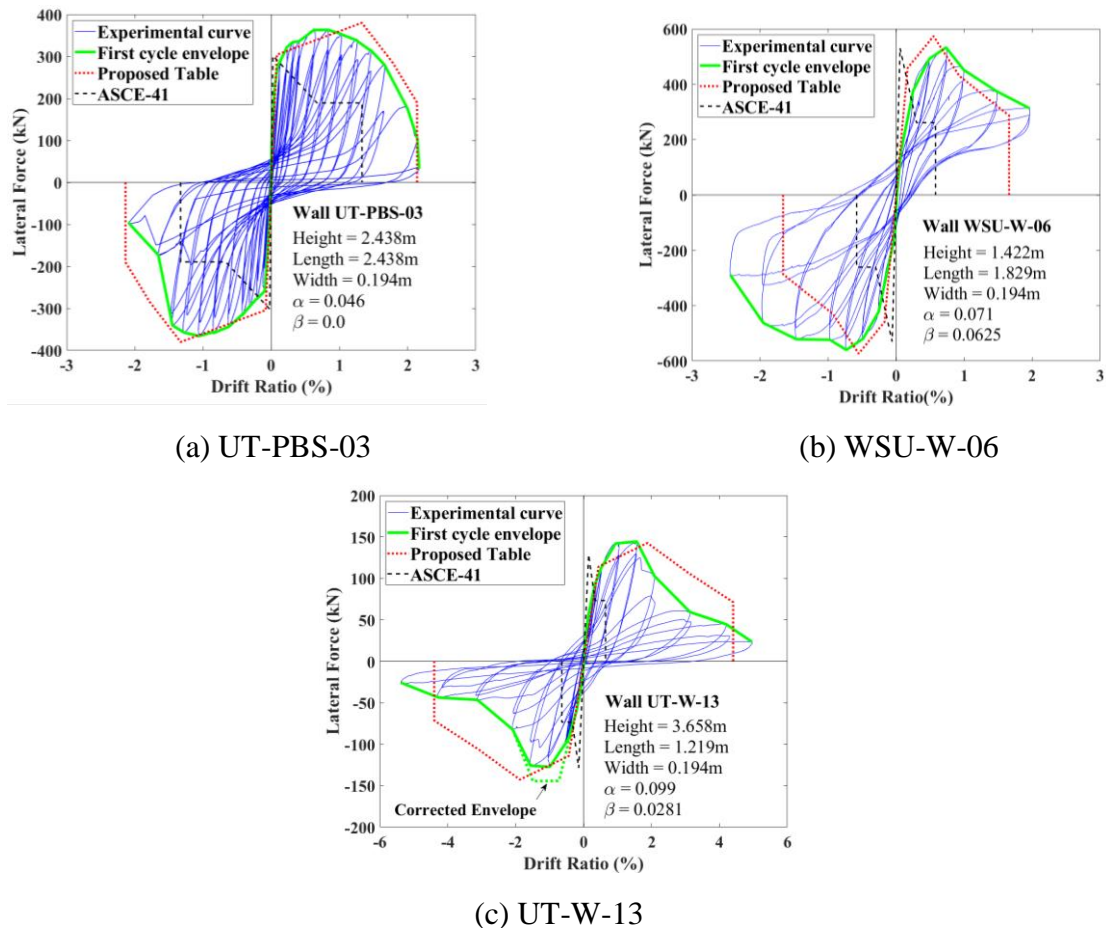 400
300
200
100
0
-100
-200
-300
-400
Lateral Force (kN)
Experimental curve
First cycle envelope
Proposed Table
ASCE-41
Wall UT-PBS-03
Height = 2.438m
Length = 2.438m
Width = 0.194m
α = 0.046
β = 0.0
-3 -2 -1 0 1 2 3
Drift Ratio (%)
(a) UT-PBS-03
600
400
200
0
-200
-400
-600
Lateral Force (kN)
Experimental curve
First cycle envelope
Proposed Table
ASCE-41
Wall WSU-W-06
Height = 1.422m
Length = 1.829m
Width = 0.194m
α = 0.071
β = 0.0625
-3 -2 -1 0 1 2 3
Drift Ratio(%)
(b) WSU-W-06
200
150
100
50
0
-50
-100
-150
-200
Lateral Force (kN)
Experimental curve
First cycle envelope
Proposed Table
ASCE-41
Wall UT-W-13
Height = 3.658m
Length = 1.219m
Width = 0.194m
α = 0.099
β = 0.0281
Corrected Envelope
-6 -4 -2 0 2 4 6
Drift Ratio (%)
(c) UT-W-13